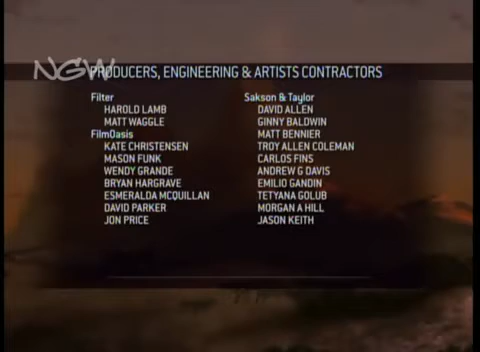 NGW
PRODUCERS, ENGINEERING & ARTISTS CONTRACTORS
Filter
HAROLD LAMB
MATT WAGGLE
FilmOasis
KATE CHRISTENSEN
MASON FUNK
WENDY GRANDE
BRYAN HARGRAVE
ESMERALDA MCQUILLAN
DAVID PARKER
JON PRICE
Sakson & Taylor
DAVID ALLEN
GINNY BALDWIN
MATT BENNIER
TROY ALLEN COLEMAN
CARLOS FINS
ANDREW G DAVIS
EMILIO GANDIN
TETYANA GOLUB
MORGAN A HILL
JASON KEITH